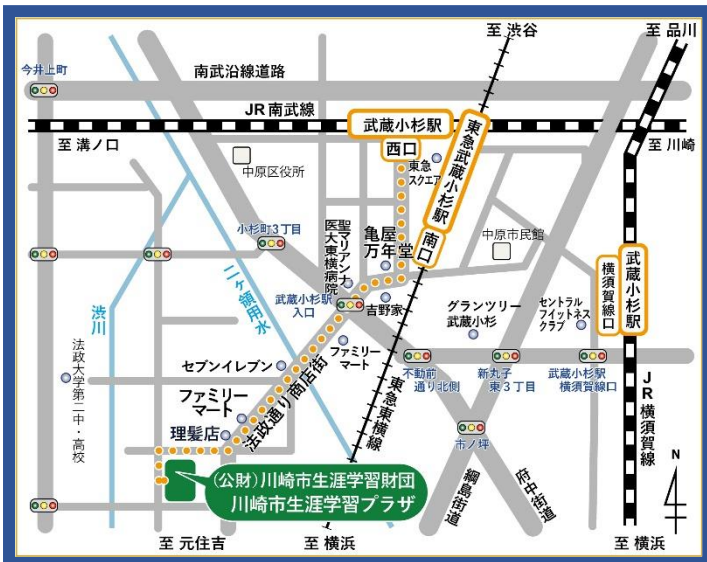 至 渋谷
至 品川
今井上町
南武沿線道路
JR南武線
武蔵小杉駅
西口
東急武蔵小杉駅
南口
至 溝ノ口
至 川崎
中原区役所
東急
スクエア
小杉町3丁目
聖マリアンナ
医大東横病院
亀屋
万年堂
中原市民館
武蔵小杉駅
横須賀口
二ヶ領用水
渋川
武蔵小杉駅
入口
吉野家
グランツリー
武蔵小杉
セントラル
フィットネス
クラブ
法政大学第二中・高校
セブンイレブン
ファミリー
マート
不動前
通り北側
新丸子
東3丁目
武蔵小杉駅
横須賀線口
法政通り商店街
東急東横線
JR横須賀線
ファミリー
マート
理髪店
市ノ坪
N
(公財)川崎市生涯学習財団
川崎市生涯学習プラザ
綱島街道
府中街道
至 元住吉
至 横浜
至 横浜